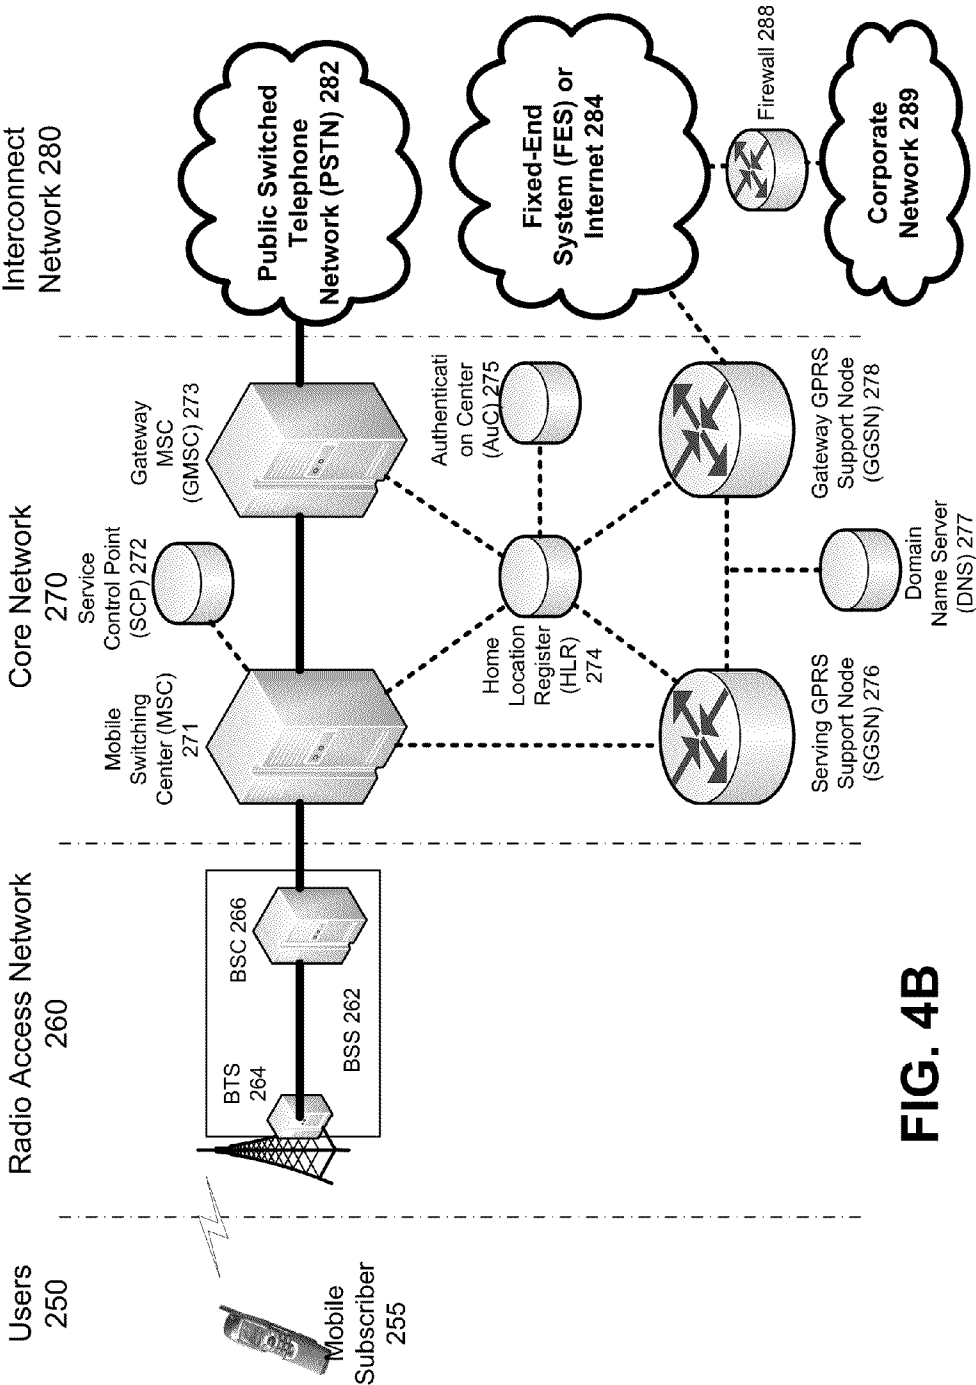 Users
250
Radio Access Network
260
Core Network
270
Interconnect
Network 280
Mobile
Subscriber
255
BTS
264
BSC 266
BSS 262
Mobile
Switching
Center (MSC)
271
Service
Control Point
(SCP) 272
Gateway
MSC
(GMSC) 273
Public Switched
Telephone
Network (PSTN) 282
Home
Location
Register
(HLR)
274
Authenticati
on Center
(AuC) 275
Fixed-End
System (FES) or
Internet 284
Serving GPRS
Support Node
(SGSN) 276
Domain
Name Server
(DNS) 277
Gateway GPRS
Support Node
(GGSN) 278
Firewall 288
Corporate
Network 289
FIG. 4B